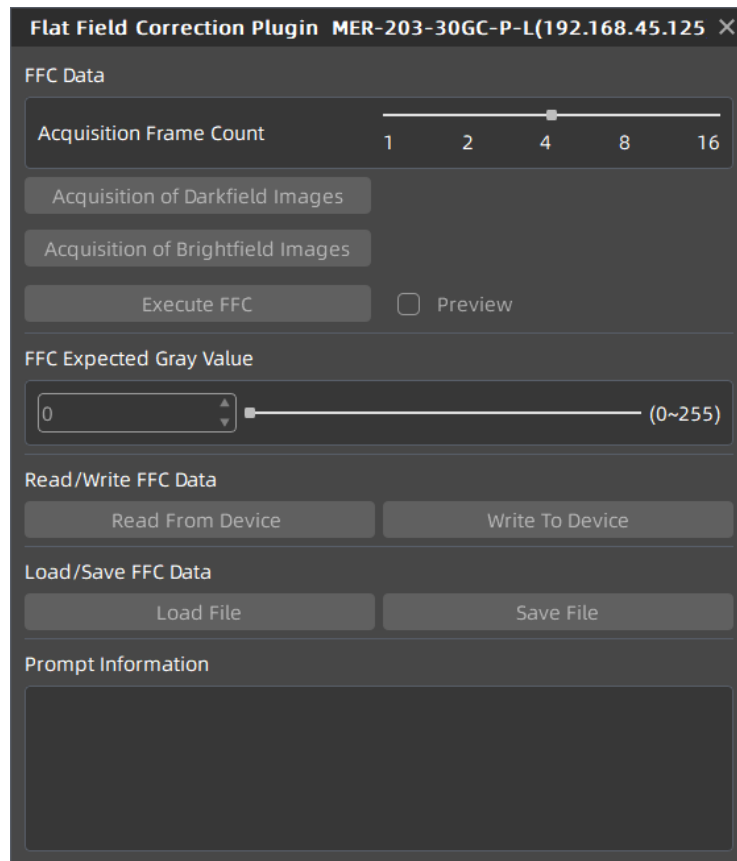 Flat Field Correction Plugin MER-203-30GC-P-L(192.168.45.125
FFC Data
Acquisition Frame Count
1 2 4 8 16
Acquisition of Darkfield Images
Acquisition of Brightfield Images
Execute FFC Preview
FFC Expected Gray Value
0 (0~255)
Read/Write FFC Data
Read From Device Write To Device
Load/Save FFC Data
Load File Save File
Prompt Information